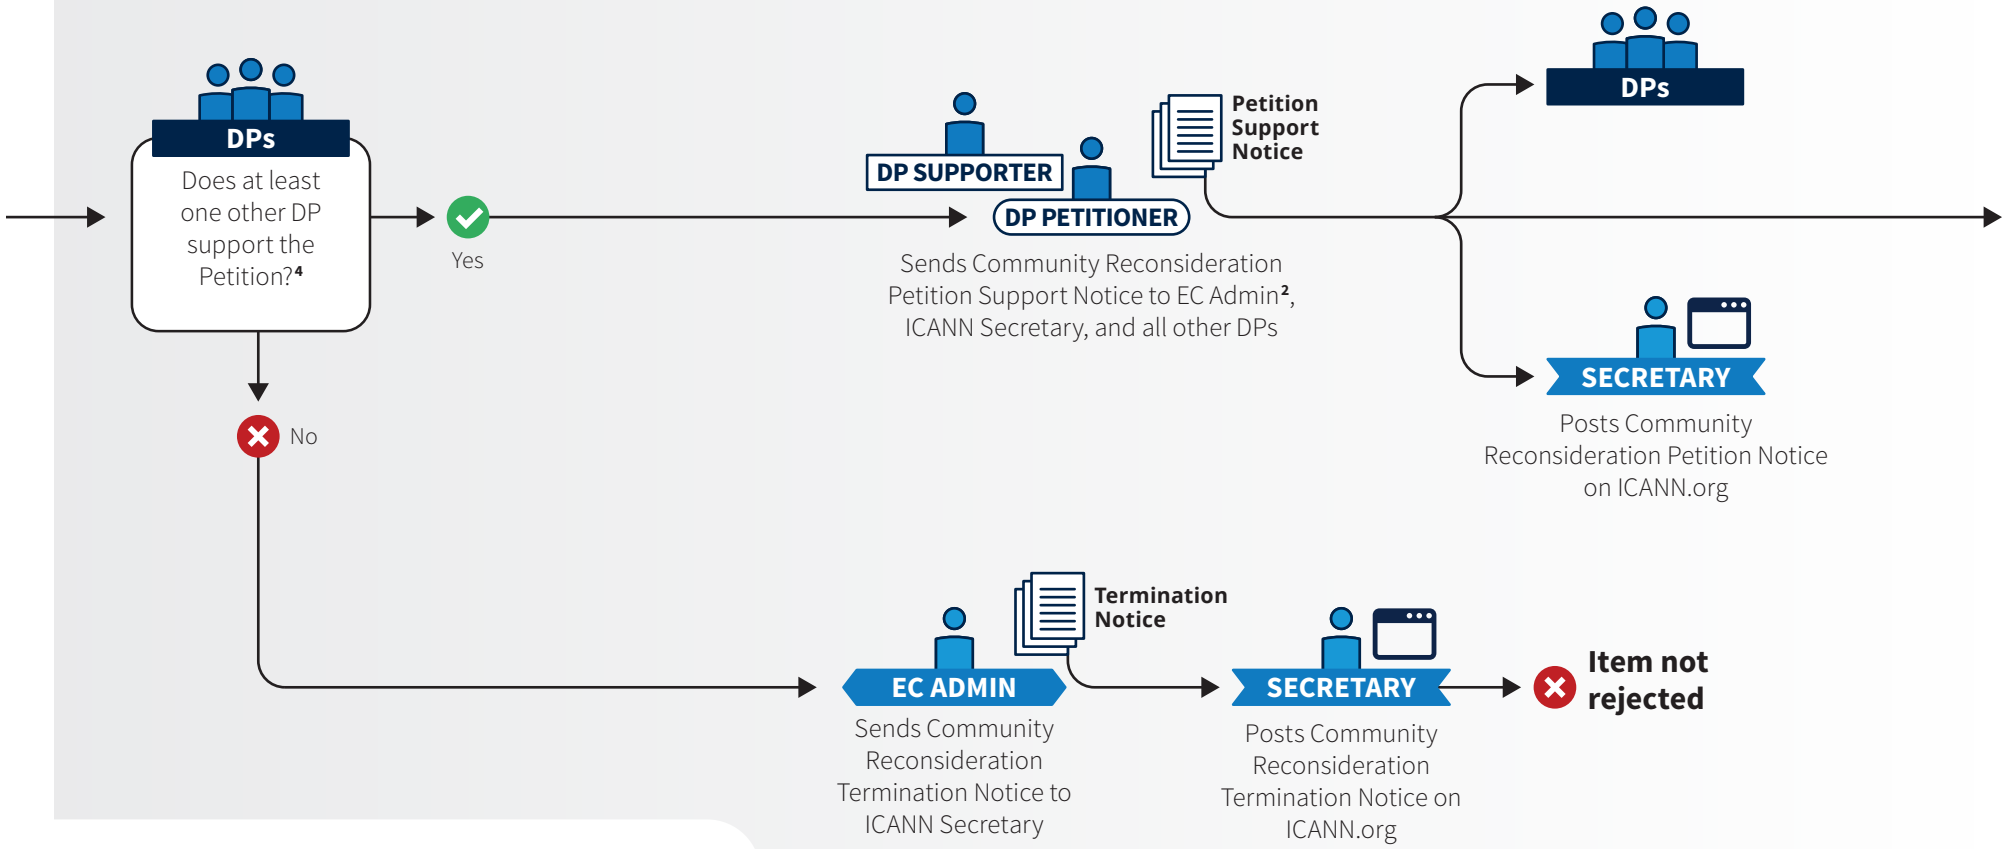 DPs
Does at least
one other DP
support the
Petition?⁴
Yes
No
DP SUPPORTER
DP PETITIONER
Petition
Support
Notice
Sends Community Reconsideration
Petition Support Notice to EC Admin²,
ICANN Secretary, and all other DPs
DPs
SECRETARY
Posts Community
Reconsideration Petition Notice
on ICANN.org
EC ADMIN
Termination
Notice
Sends Community
Reconsideration
Termination Notice to
ICANN Secretary
SECRETARY
Posts Community
Reconsideration
Termination Notice on
ICANN.org
Item not
rejected